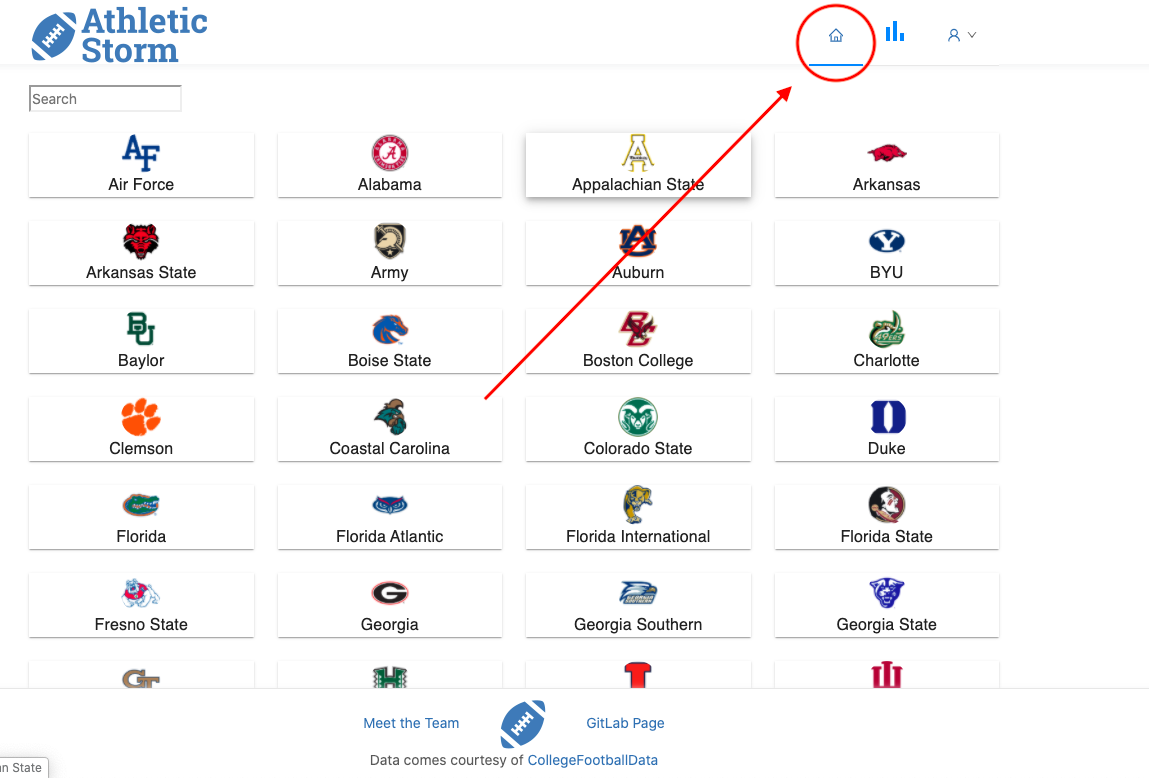 Athletic
Storm
Search
Air Force
Alabama
Appalachian State
Arkansas
Arkansas State
Army
Auburn
BYU
Baylor
Boise State
Boston College
Charlotte
Clemson
Coastal Carolina
Colorado State
Duke
Florida
Florida Atlantic
Florida International
Florida State
Fresno State
Georgia
Georgia Southern
Georgia State
Meet the Team
GitLab Page
Data comes courtesy of CollegeFootballData
n State